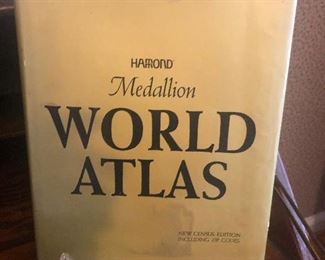 HAMMOND
Medallion
WORLD
ATLAS
NEW CENSUS EDITION
INCLUDING ZIP CODES